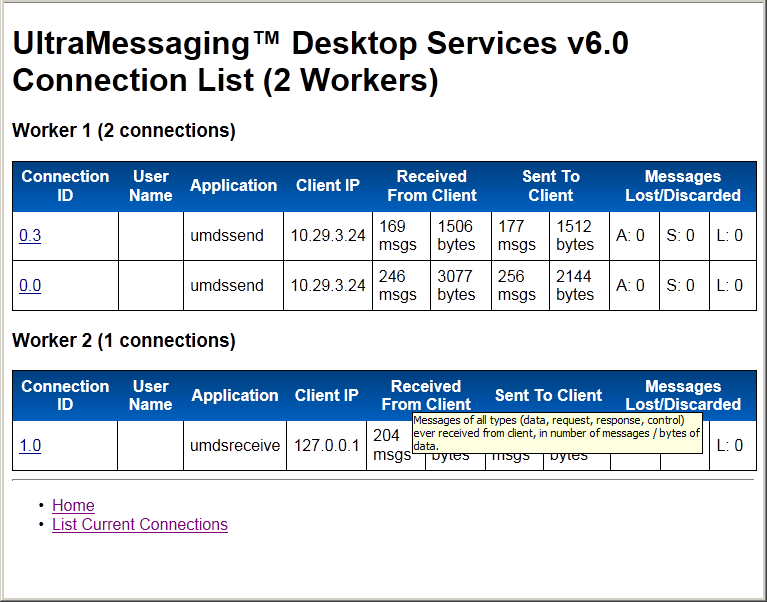 UltraMessaging™ Desktop Services v6.0
Connection List (2 Workers)
Worker 1 (2 connections)
Connection ID User Name Application Client IP Received From Client Sent To Client Messages Lost/Discarded
0.3 umdssend 10.29.3.24 169 msgs 1506 bytes 177 msgs 1512 bytes A: 0 S: 0 L: 0
0.0 umdssend 10.29.3.24 246 msgs 3077 bytes 256 msgs 2144 bytes A: 0 S: 0 L: 0
Worker 2 (1 connections)
Connection ID User Name Application Client IP Received From Client Sent To Client Messages Lost/Discarded
1.0 umdsreceive 127.0.0.1 204 msgs bytes msgs bytes L: 0
Messages of all types (data, request, response, control)
ever received from client, in number of messages / bytes of
data.
• Home
• List Current Connections